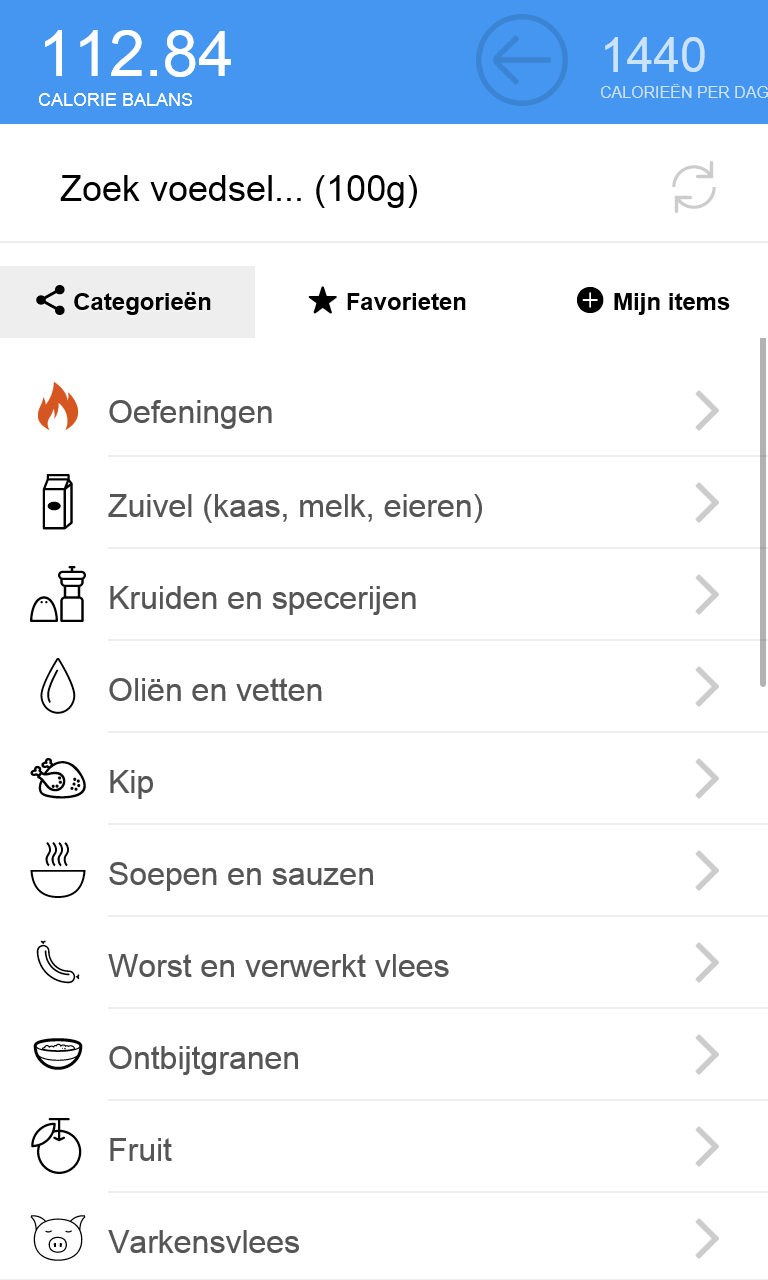 112.84
CALORIE BALANS
1440
CALORIEËN PER DAG
Zoek voedsel... (100g)
Categorieën
Favorieten
Mijn items
Oefeningen
Zuivel (kaas, melk, eieren)
Kruiden en specerijen
Oliën en vetten
Kip
Soepen en sauzen
Worst en verwerkt vlees
Ontbijtgranen
Fruit
Varkensvlees